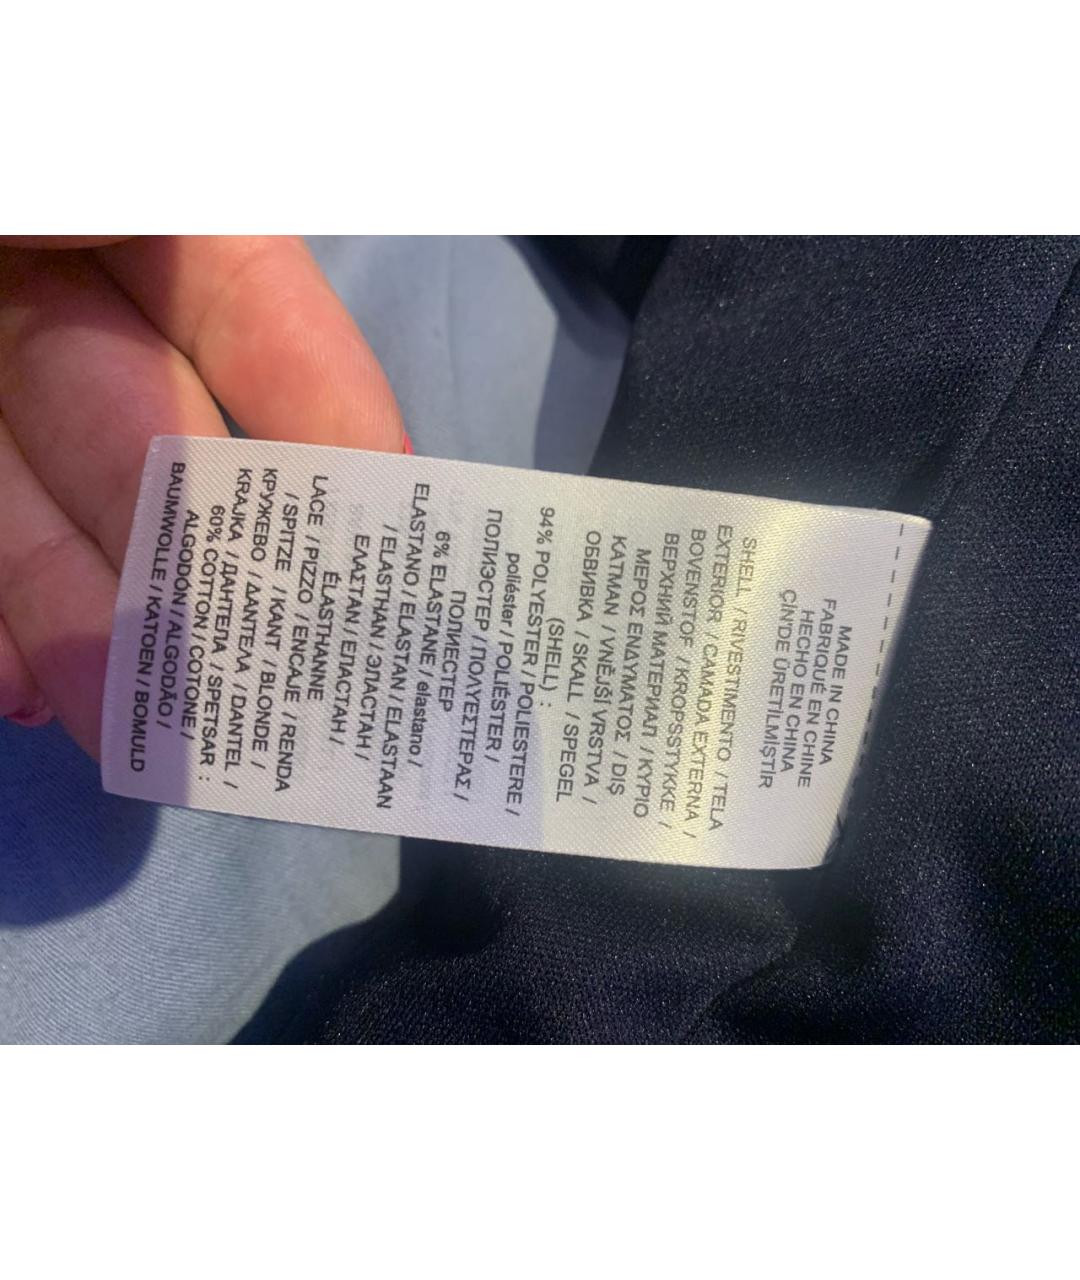 MADE IN CHINA
FABRIQUÉ EN CHINE
HECHO EN CHINA
ÇİN'DE ÜRETİLMİŞTİR
SHELL / RIVESTIMENTO / TELA
EXTERIOR / CAMADA EXTERNA /
BOVENSTOF / KROPSSTYKKE /
ВЕРХНИЙ МАТЕРИАЛ / ΚΥΡΙΟ
ΜΕΡΟΣ ΕΝΔΥΜΑΤΟΣ / DIŞ
KATMAN / VNĚJŠÍ VRSTVA /
ОБВИВКА / SKALL / SPEGEL
(SHELL) :
94% POLYESTER / POLIESTERE /
poliéster / POLIÉSTER /
ПОЛИЭСТЕР / ΠΟΛΥΕΣΤΕΡΑΣ /
ПОЛИЕСТЕР
6% ELASTANE / elastano /
ELASTANO / ELASTAN / ELASTAAN
/ ELASTHAN / ЭЛАСТАН /
ΕΛΑΣΤΑΝ / ЕЛАСТАН /
ÉLASTHANNE
LACE / PIZZO / ENCAJE / RENDA
/ SPITZE / KANT / BLONDE /
КРУЖЕВО / ΔΑΝΤΕΛΑ / DANTEL /
KRAJKA / ДАНТЕЛА / SPETSAR :
60% COTTON / COTONE /
ALGODÓN / ALGODÃO /
BAUMWOLLE / KATOEN / BOMULD